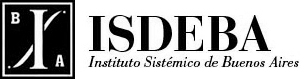 B I A
ISDEBA
Instituto Sistémico de Buenos Aires